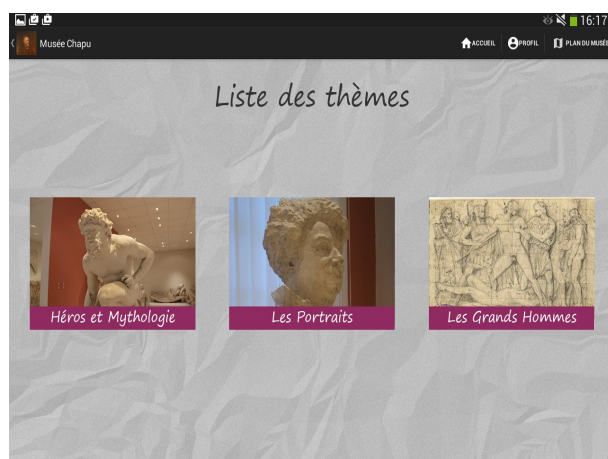 16:17
Musée Chapu
ACCUEIL
PROFIL
PLAN DU MUSÉE
Liste des thèmes
Héros et Mythologie
Les Portraits
Les Grands Hommes